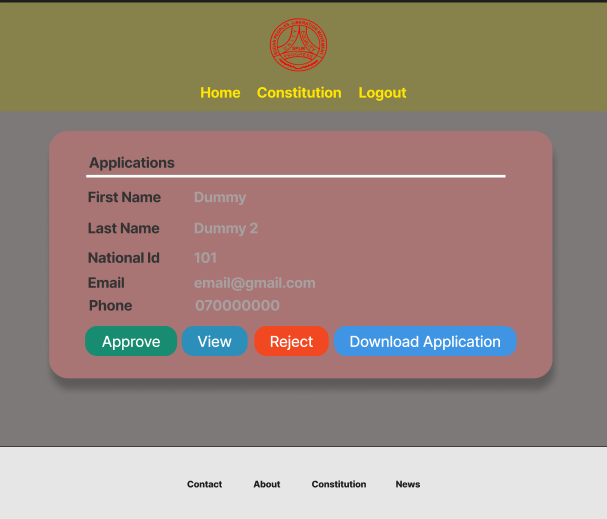 Home Constitution Logout
Applications
First Name Dummy
Last Name Dummy 2
National Id 101
Email email@gmail.com
Phone 070000000
Approve View Reject Download Application
Contact About Constitution News